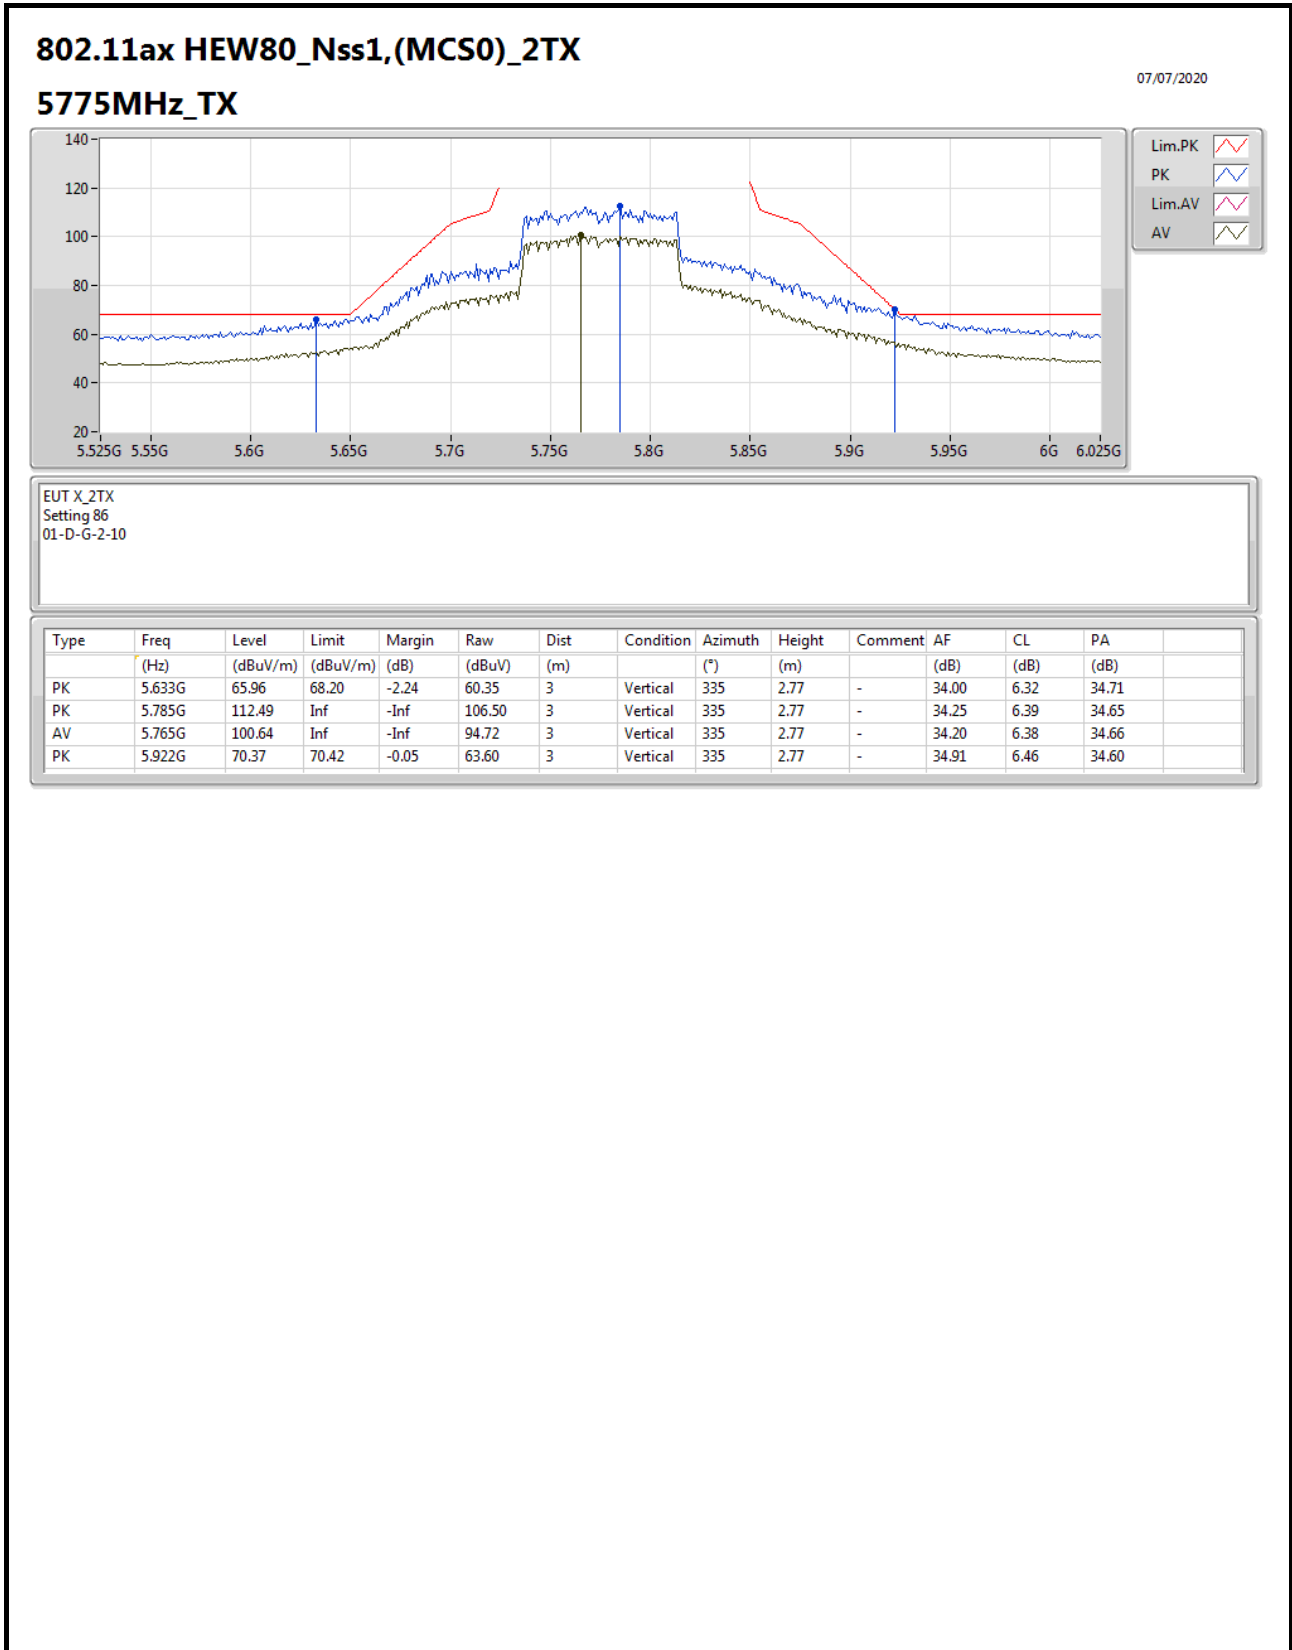 802.11ax HEW80_Nss1,(MCS0)_2TX
07/07/2020
5775MHz_TX
140
120
100
80
60
40
20
5.525G 5.55G 5.6G 5.65G 5.7G 5.75G 5.8G 5.85G 5.9G 5.95G 6G 6.025G
Lim.PK
PK
Lim.AV
AV
EUT X_2TX
Setting 86
01-D-G-2-10
Type Freq Level Limit Margin Raw Dist Condition Azimuth Height Comment AF CL PA
(Hz) (dBuV/m) (dBuV/m) (dB) (dBuV) (m) (°) (m) (dB) (dB) (dB)
PK 5.633G 65.96 68.20 -2.24 60.35 3 Vertical 335 2.77 - 34.00 6.32 34.71
PK 5.785G 112.49 Inf -Inf 106.50 3 Vertical 335 2.77 - 34.25 6.39 34.65
AV 5.765G 100.64 Inf -Inf 94.72 3 Vertical 335 2.77 - 34.20 6.38 34.66
PK 5.922G 70.37 70.42 -0.05 63.60 3 Vertical 335 2.77 - 34.91 6.46 34.60